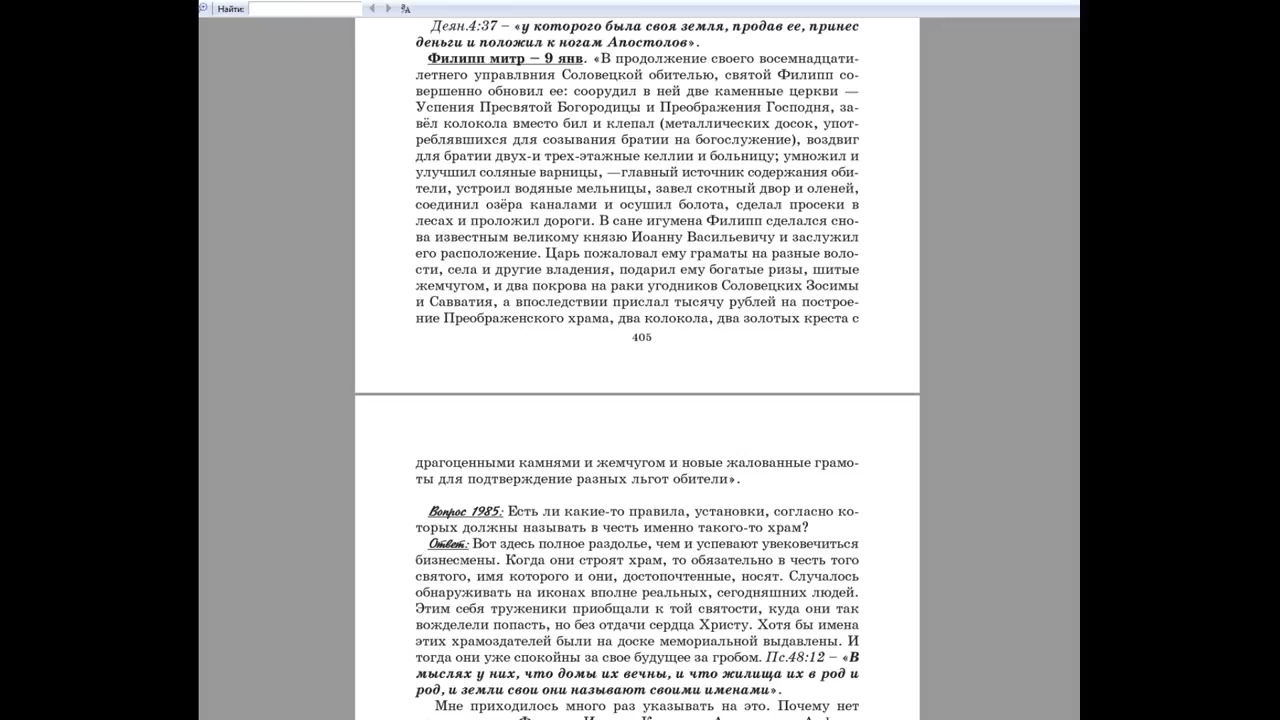 Найти:
Деян.4:37 – «у которого была своя земля, продав ее, принес
деньги и положил к ногам Апостолов».
Филипп митр – 9 янв. «В продолжение своего восемнадцати-
летнего управлвния Соловецкой обителью, святой Филипп со-
вершенно обновил ее: соорудил в ней две каменные церкви —
Успения Пресвятой Богородицы и Преображения Господня, за-
вёл колокола вместо бил и клепал (металлических досок, упот-
реблявшихся для созывания братии на богослужение), воздвиг
для братии двух-и трех-этажные келлии и больницу; умножил и
улучшил соляные варницы, —главный источник содержания оби-
тели, устроил водяные мельницы, завел скотный двор и оленей,
соединил озёра каналами и осушил болота, сделал просеки в
лесах и проложил дороги. В сане игумена Филипп сделался сно-
ва известным великому князю Иоанну Васильевичу и заслужил
его расположение. Царь пожаловал ему граматы на разные воло-
сти, села и другие владения, подарил ему богатые ризы, шитые
жемчугом, и два покрова на раки угодников Соловецких Зосимы
и Савватия, а впоследствии прислал тысячу рублей на построе-
ние Преображенского храма, два колокола, два золотых креста с
405
драгоценными камнями и жемчугом и новые жалованные грамо-
ты для подтверждение разных льгот обители».
Вопрос 1985: Есть ли какие-то правила, установки, согласно ко-
торых должны называть в честь именно такого-то храм?
Ответ: Вот здесь полное раздолье, чем и успевают увековечиться
бизнесмены. Когда они строят храм, то обязательно в честь того
святого, имя которого и они, достопочтенные, носят. Случалось
обнаруживать на иконах вполне реальных, сегодняшних людей.
Этим себя труженики приобщали к той святости, куда они так
вожделели попасть, но без отдачи сердца Христу. Хотя бы имена
этих храмоздателей были на доске мемориальной выдавлены. И
тогда они уже спокойны за свое будущее за гробом. Пс.48:12 – «В
мыслях у них, что домы их вечны, и что жилища их в род и
род, и земли свои они называют своими именами».
Мне приходилось много раз указывать на это. Почему нет